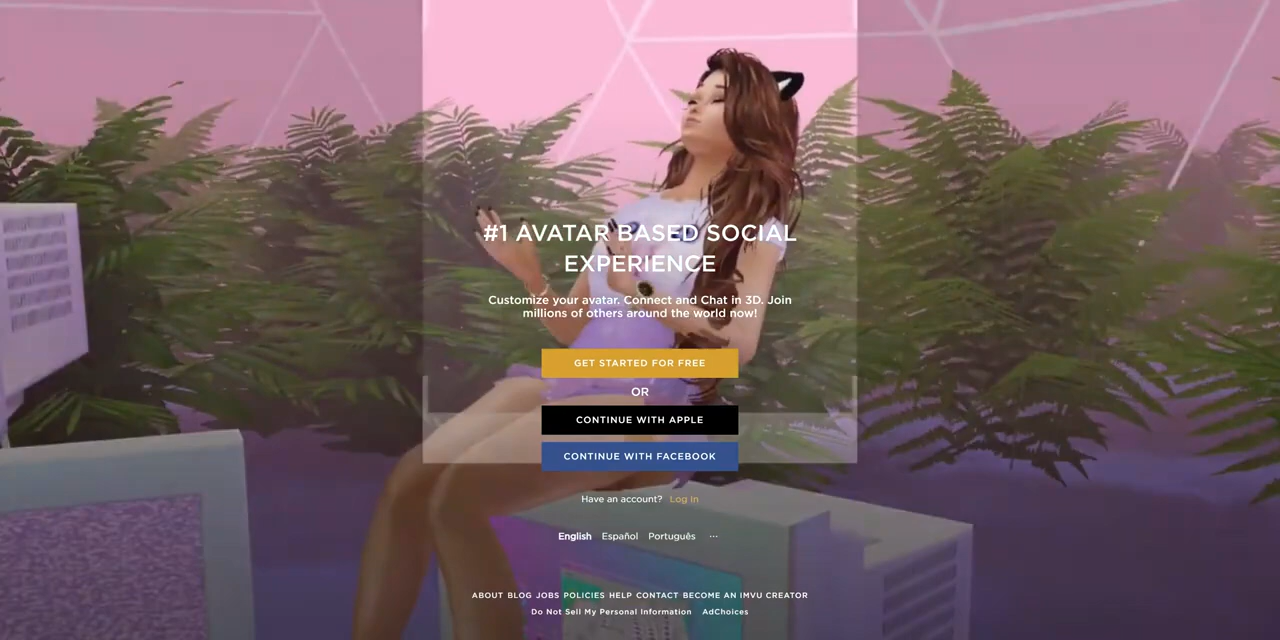 #1 AVATAR BASED SOCIAL
EXPERIENCE
Customize your avatar. Connect and Chat in 3D. Join
millions of others around the world now!
GET STARTED FOR FREE
OR
CONTINUE WITH APPLE
CONTINUE WITH FACEBOOK
Have an account? Log In
English Español Português ···
ABOUT BLOG JOBS POLICIES HELP CONTACT BECOME AN IMVU CREATOR
Do Not Sell My Personal Information AdChoices